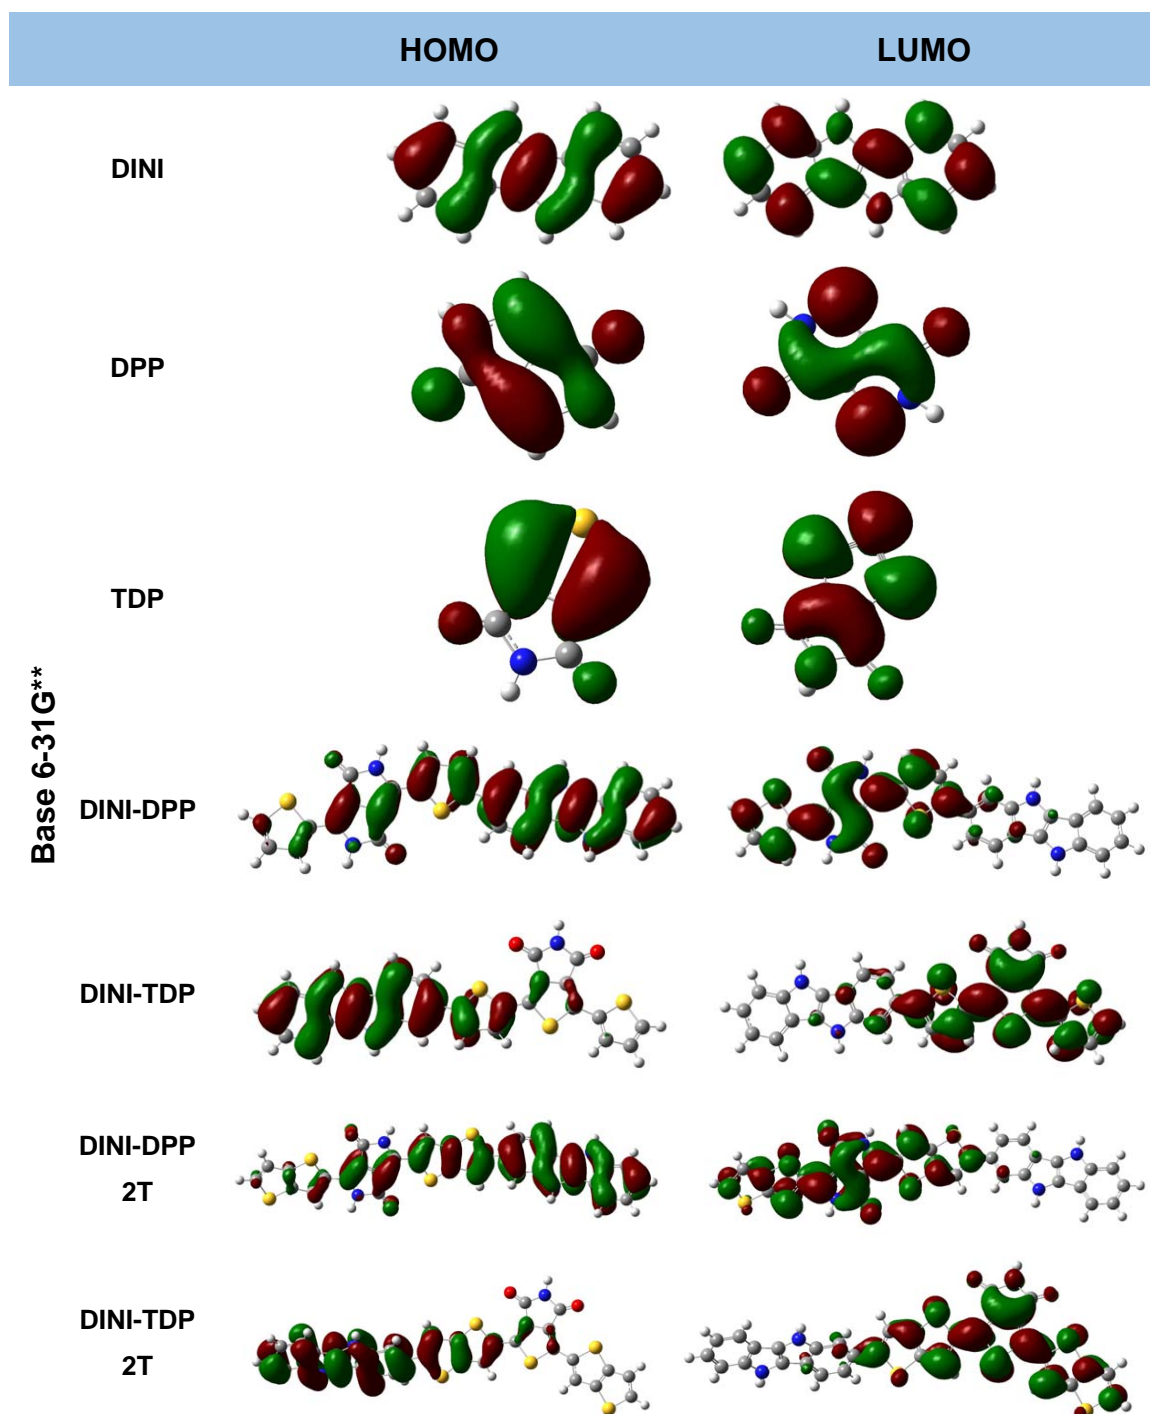 HOMO LUMO
DINI
DPP
TDP
Base 6-31G**
DINI-DPP
DINI-TDP
DINI-DPP
2T
DINI-TDP
2T